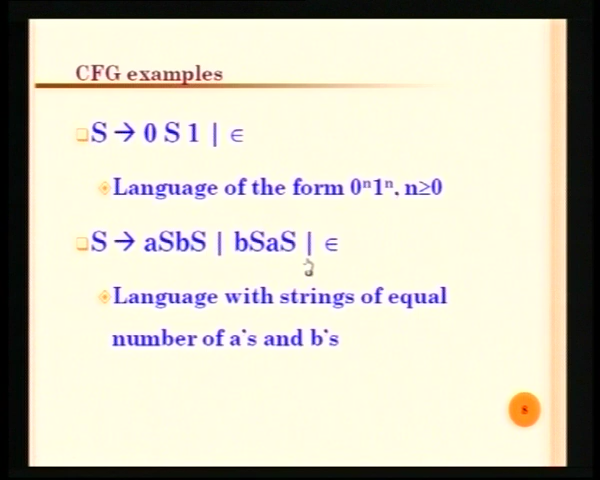 CFG examples
S → 0 S 1 | ∈
Language of the form 0ⁿ1ⁿ, n≥0
S → aSbS | bSaS | ∈
Language with strings of equal
number of a's and b's
8